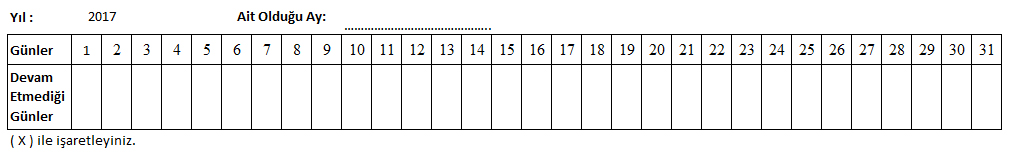 Yıl : 2017 Ait Olduğu Ay: ……………………………………..
Günler 1 2 3 4 5 6 7 8 9 10 11 12 13 14 15 16 17 18 19 20 21 22 23 24 25 26 27 28 29 30 31
Devam
Etmediği
Günler
( X ) ile işaretleyiniz.